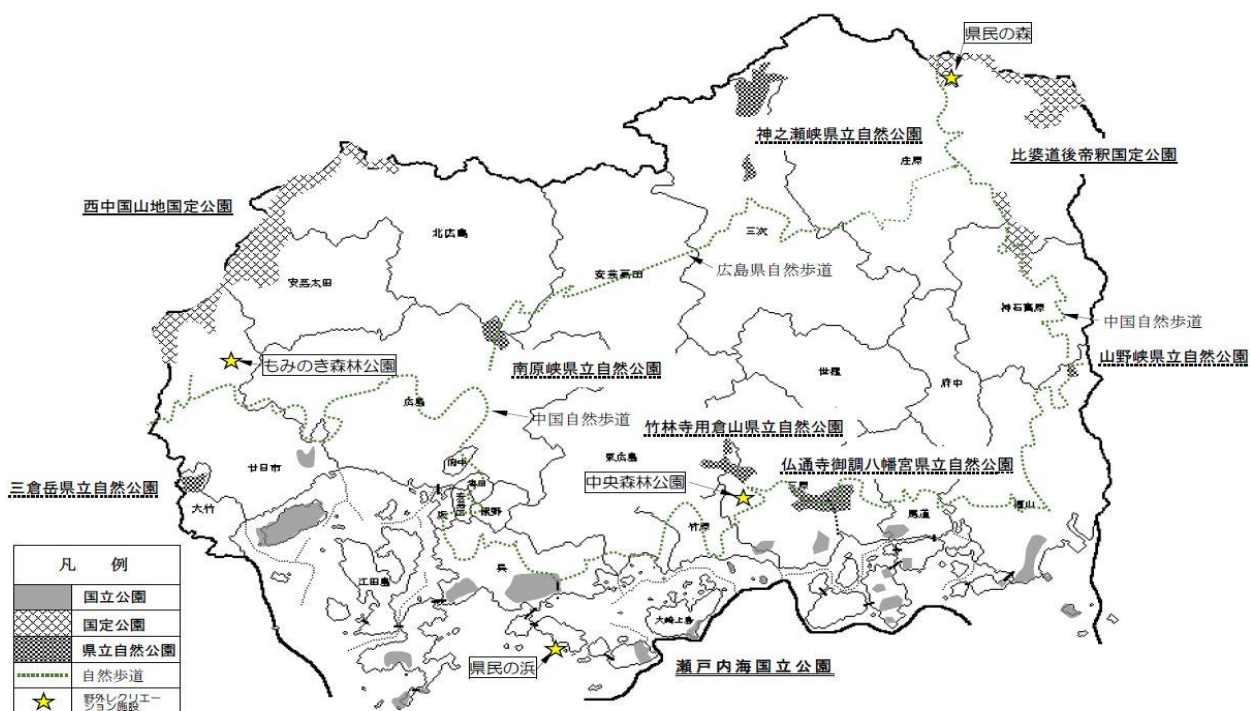 県民の森
神之瀬峡県立自然公園
庄原
比婆道後帝釈国定公園
西中国山地国定公園
北広島
三次
広島県自然歩道
安芸高田
安芸太田
神石高原
中国自然歩道
もみのき森林公園
南原峡県立自然公園
山野峡県立自然公園
世羅
府中
広島
中国自然歩道
竹林寺用倉山県立自然公園
府中
東広島
仏通寺御調八幡宮県立自然公園
廿日市
海田
中央森林公園
三原
三倉岳県立自然公園
大竹
坂
熊野
竹原
尾道
福山
呉
江田島
大崎上島
県民の浜
瀬戸内海国立公園
凡 例
国立公園
国定公園
県立自然公園
自然歩道
野外レクリエー
ション施設